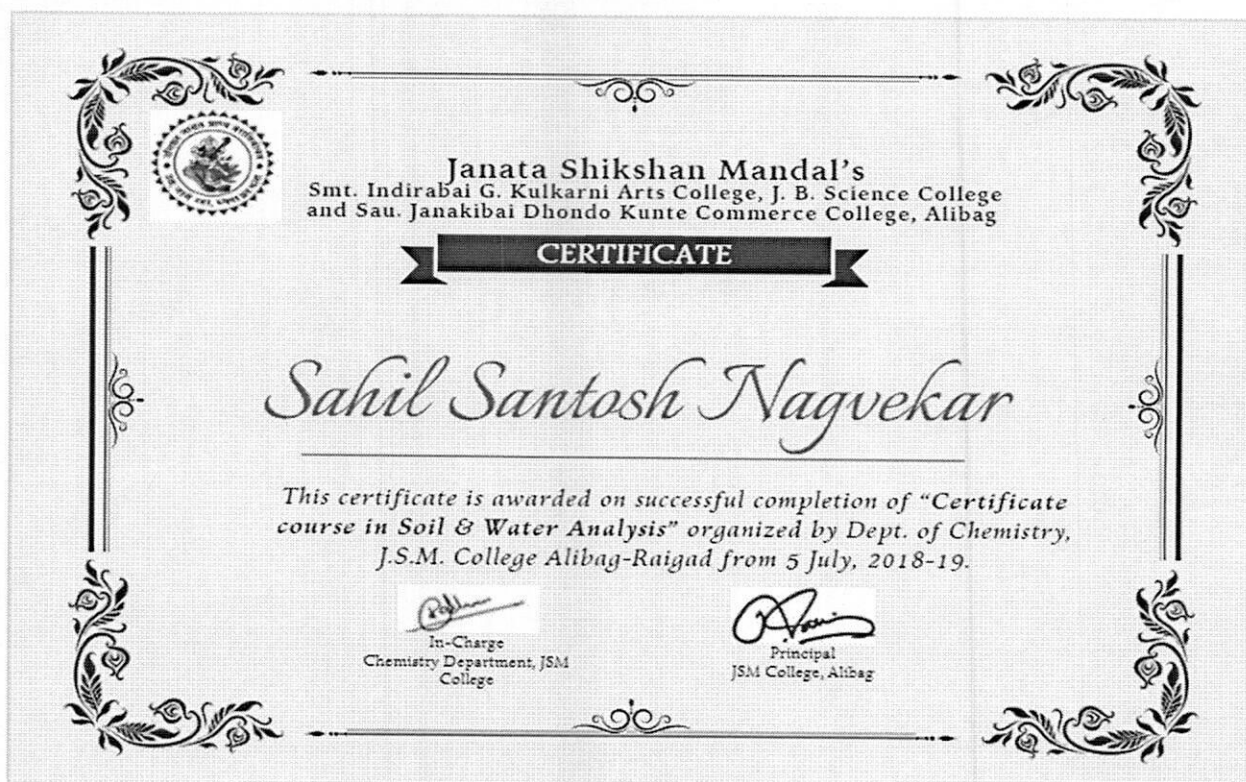 Janata Shikshan Mandal's
Smt. Indirabai G. Kulkarni Arts College, J. B. Science College
and Sau. Janakibai Dhondo Kunte Commerce College, Alibag
CERTIFICATE
Sahil Santosh Nagvekar
This certificate is awarded on successful completion of “Certificate
course in Soil & Water Analysis” organized by Dept. of Chemistry,
J.S.M. College Alibag-Raigad from 5 July, 2018-19.
In-Charge
Chemistry Department, JSM
College
Principal
JSM College, Alibag